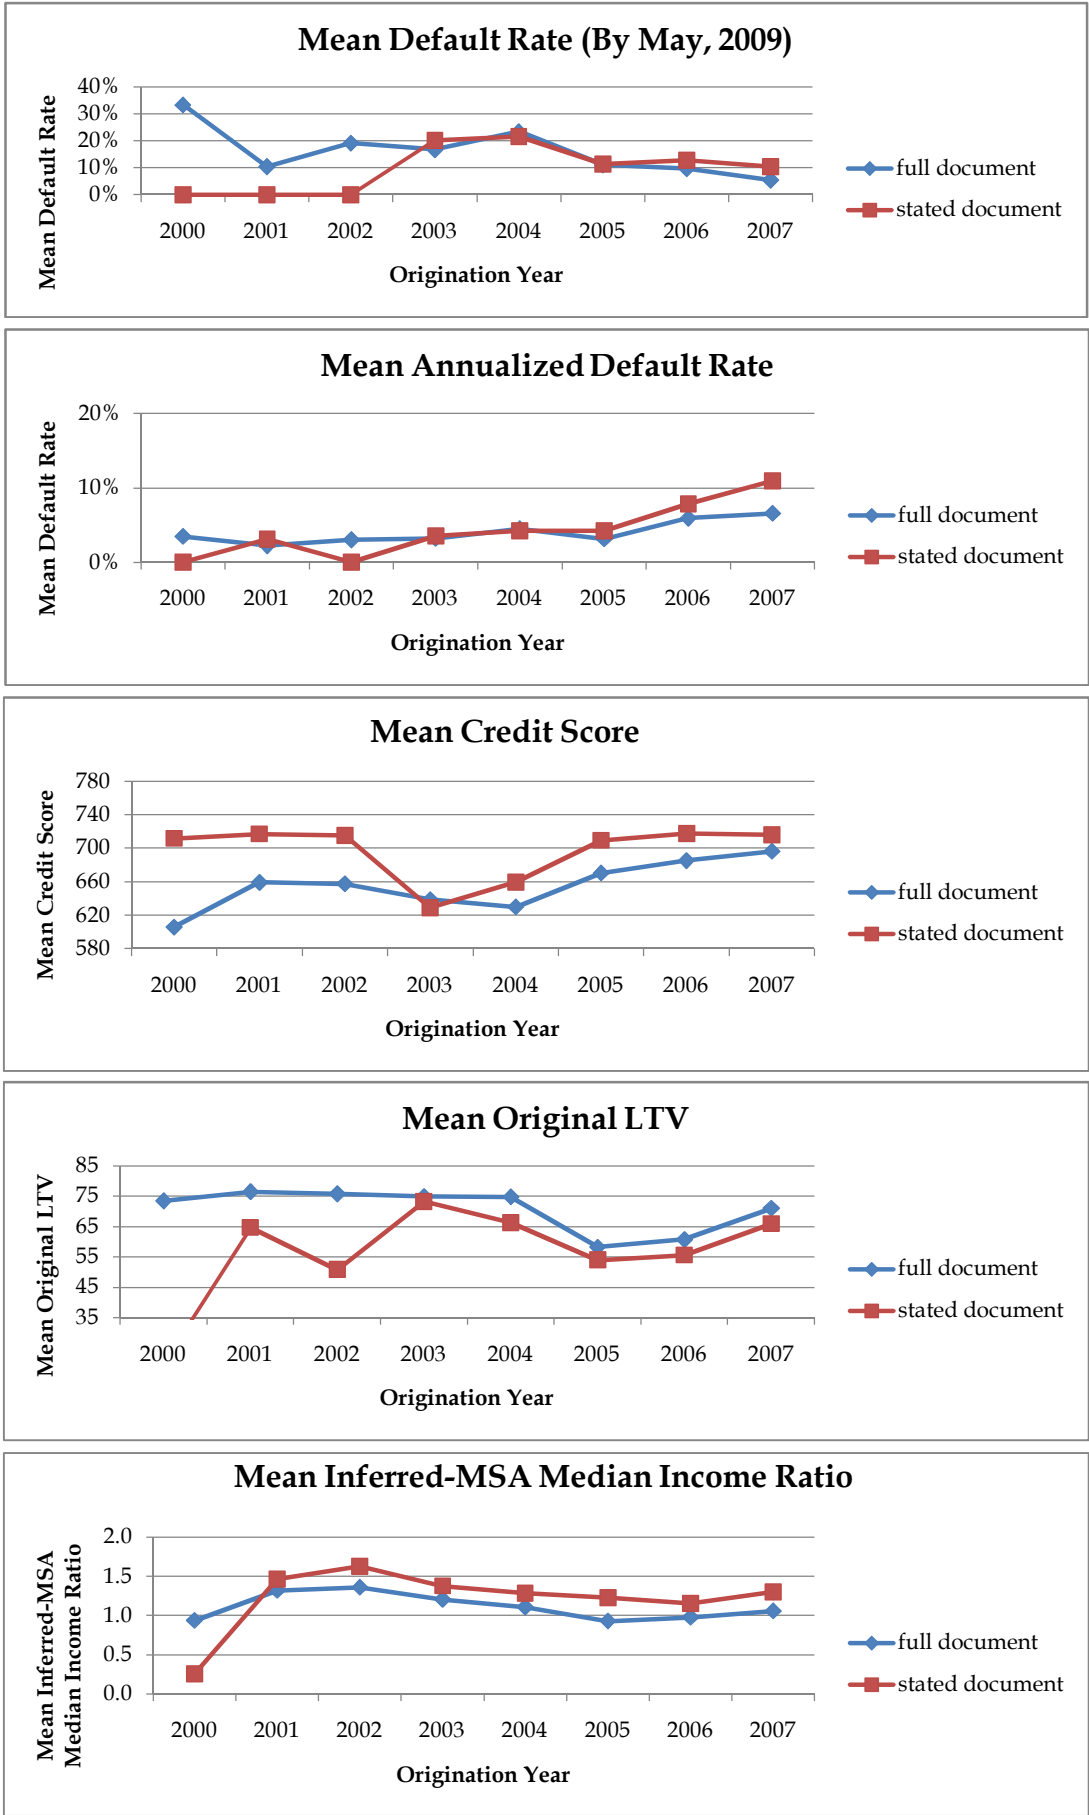 Mean Default Rate (By May, 2009)
Mean Default Rate
40%
30%
20%
10%
0%
2000 2001 2002 2003 2004 2005 2006 2007
Origination Year
full document
stated document
Mean Annualized Default Rate
Mean Default Rate
20%
10%
0%
2000 2001 2002 2003 2004 2005 2006 2007
Origination Year
full document
stated document
Mean Credit Score
Mean Credit Score
780
740
700
660
620
580
2000 2001 2002 2003 2004 2005 2006 2007
Origination Year
full document
stated document
Mean Original LTV
Mean Original LTV
85
75
65
55
45
35
2000 2001 2002 2003 2004 2005 2006 2007
Origination Year
full document
stated document
Mean Inferred-MSA Median Income Ratio
Mean Inferred-MSA
Median Income Ratio
2.0
1.5
1.0
0.5
0.0
2000 2001 2002 2003 2004 2005 2006 2007
Origination Year
full document
stated document